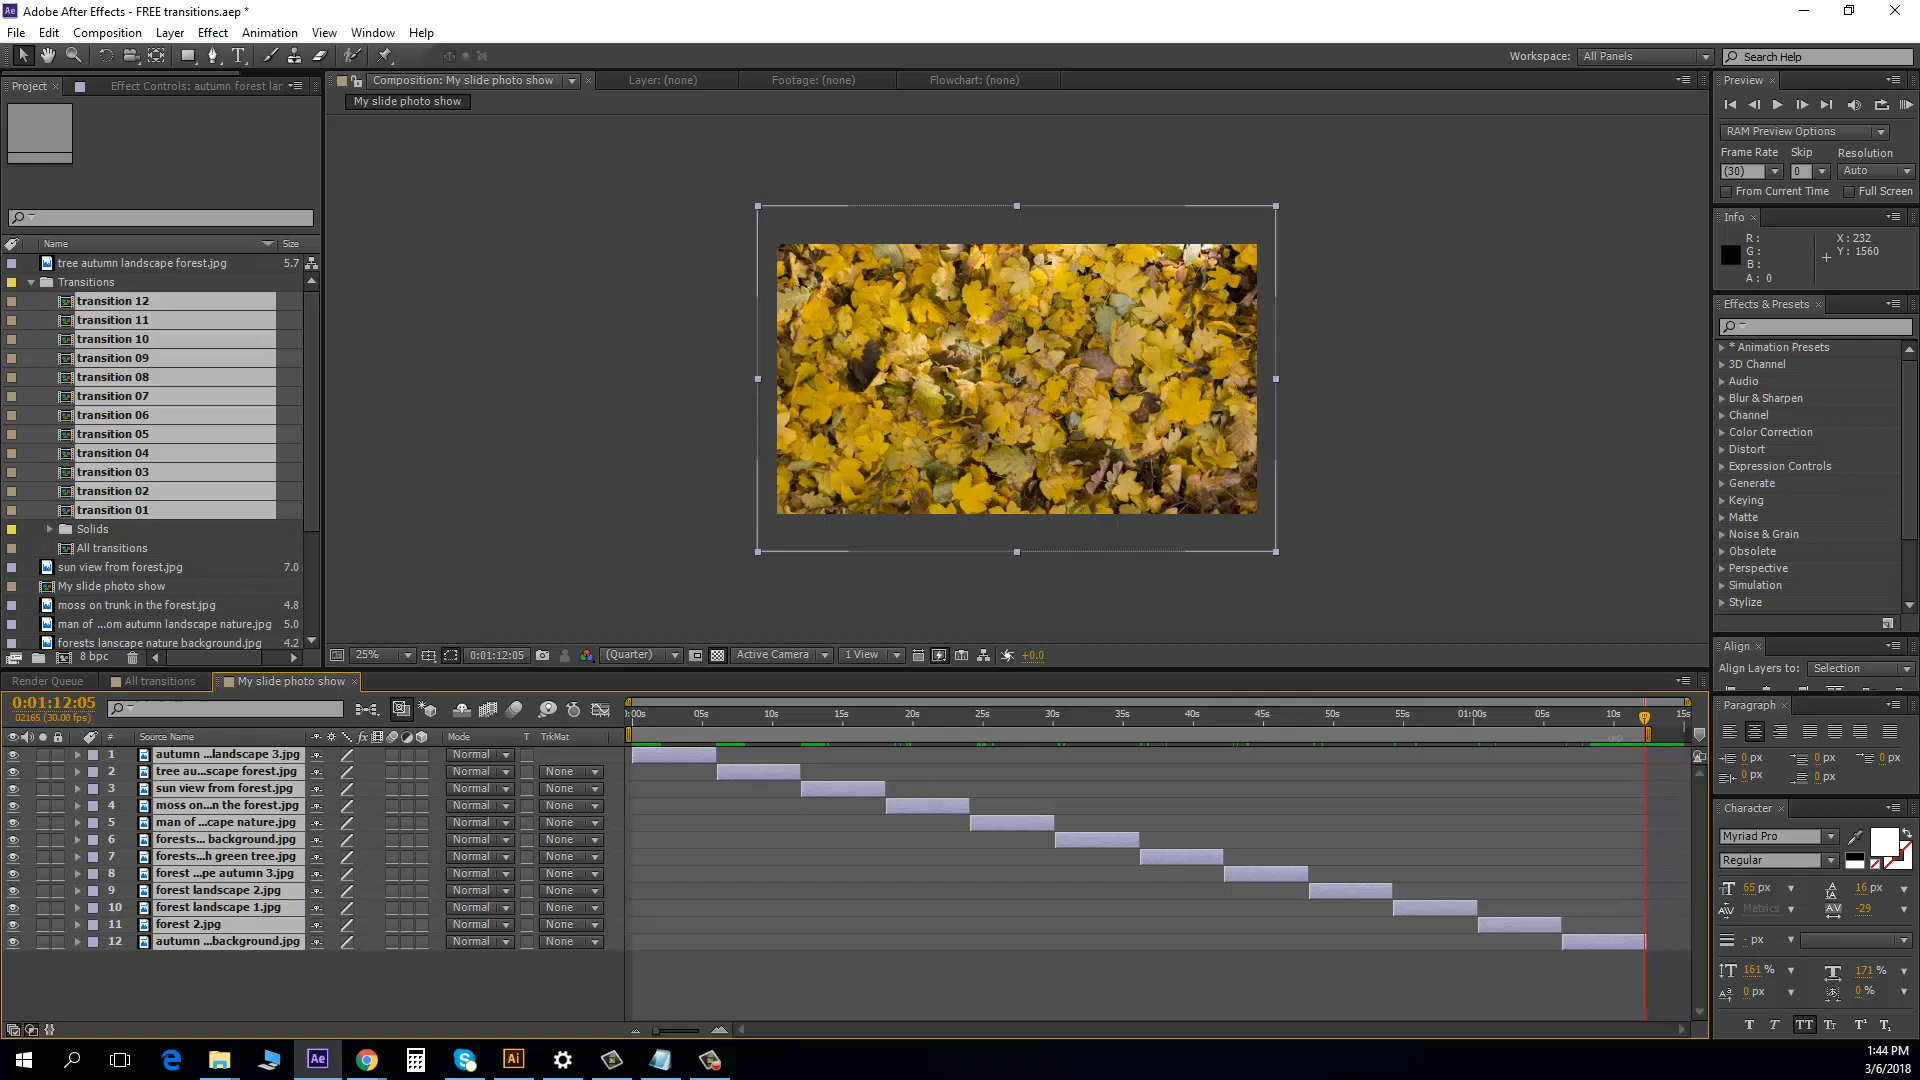 Adobe After Effects - FREE transitions.aep *
File Edit Composition Layer Effect Animation View Window Help
Workspace: All Panels Search Help
Project Effect Controls: autumn forest lar
Composition: My slide photo show Layer: (none) Footage: (none) Flowchart: (none)
My slide photo show
Name Size
tree autumn landscape forest.jpg 5.7
Transitions
transition 12
transition 11
transition 10
transition 09
transition 08
transition 07
transition 06
transition 05
transition 04
transition 03
transition 02
transition 01
Solids
All transitions
sun view from forest.jpg 7.0
My slide photo show
moss on trunk in the forest.jpg 4.8
man of ...om autumn landscape nature.jpg 5.0
forests lanscape nature background.jpg 4.2
8 bpc
25% 0:01:12:05 (Quarter) Active Camera 1 View +0.0
Preview
RAM Preview Options
Frame Rate Skip Resolution
(30) 0 Auto
From Current Time Full Screen
Info
R: X: 232
G: Y: 1560
B:
A: 0
Effects & Presets
* Animation Presets
3D Channel
Audio
Blur & Sharpen
Channel
Color Correction
Distort
Expression Controls
Generate
Keying
Matte
Noise & Grain
Obsolete
Perspective
Simulation
Stylize
Align
Align Layers to: Selection
Paragraph
0 px 0 px 0 px
0 px 0 px
Character
Myriad Pro
Regular
65 px 16 px
Metrics -29
- px
161 % 171 %
0 px 0 %
T T TT Tr T¹ T₁
Render Queue All transitions My slide photo show
0:01:12:05
02165 (30.00 fps)
# Source Name fx Mode T TrkMat
):00s 05s 10s 15s 20s 25s 30s 35s 40s 45s 50s 55s 01:00s 05s 10s 15s
1 autumn ...landscape 3.jpg Normal
2 tree au...scape forest.jpg Normal None
3 sun view from forest.jpg Normal None
4 moss on...n the forest.jpg Normal None
5 man of ...cape nature.jpg Normal None
6 forests... background.jpg Normal None
7 forests...h green tree.jpg Normal None
8 forest ...pe autumn 3.jpg Normal None
9 forest landscape 2.jpg Normal None
10 forest landscape 1.jpg Normal None
11 forest 2.jpg Normal None
12 autumn ...background.jpg Normal None
Ae Ai
1:44 PM
3/6/2018